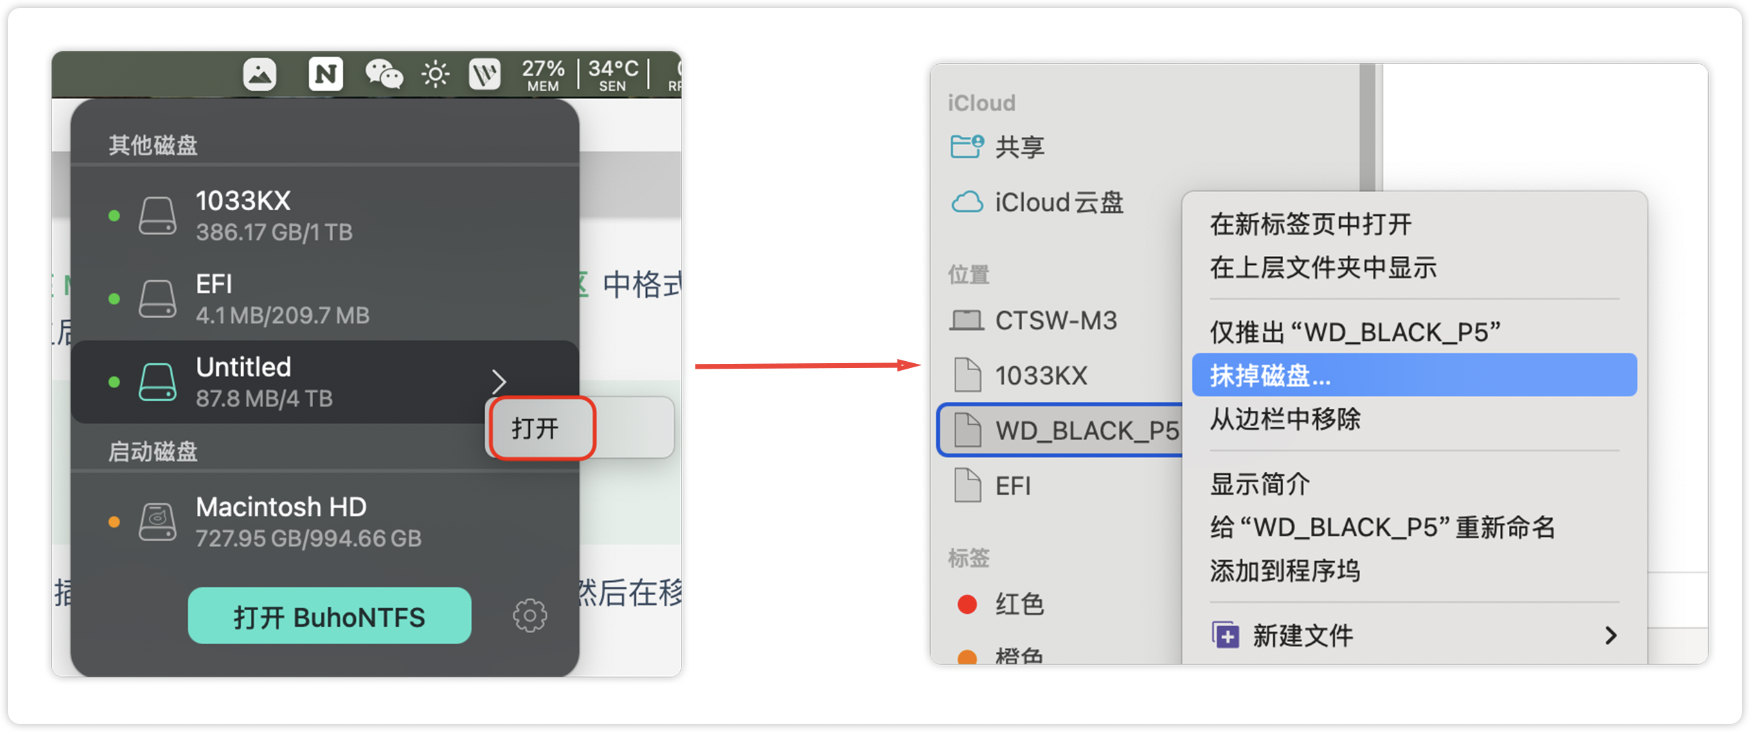 27% 34°C
MEM SEN
其他磁盘
1033KX
386.17 GB/1 TB
EFI
4.1 MB/209.7 MB
Untitled
87.8 MB/4 TB
打开
启动磁盘
Macintosh HD
727.95 GB/994.66 GB
打开 BuhoNTFS
中格式
然后在移
iCloud
共享
iCloud云盘
位置
CTSW-M3
1033KX
WD_BLACK_P5
EFI
标签
红色
橙色
在新标签页中打开
在上层文件夹中显示
仅推出“WD_BLACK_P5”
抹掉磁盘...
从边栏中移除
显示简介
给“WD_BLACK_P5”重新命名
添加到程序坞
新建文件